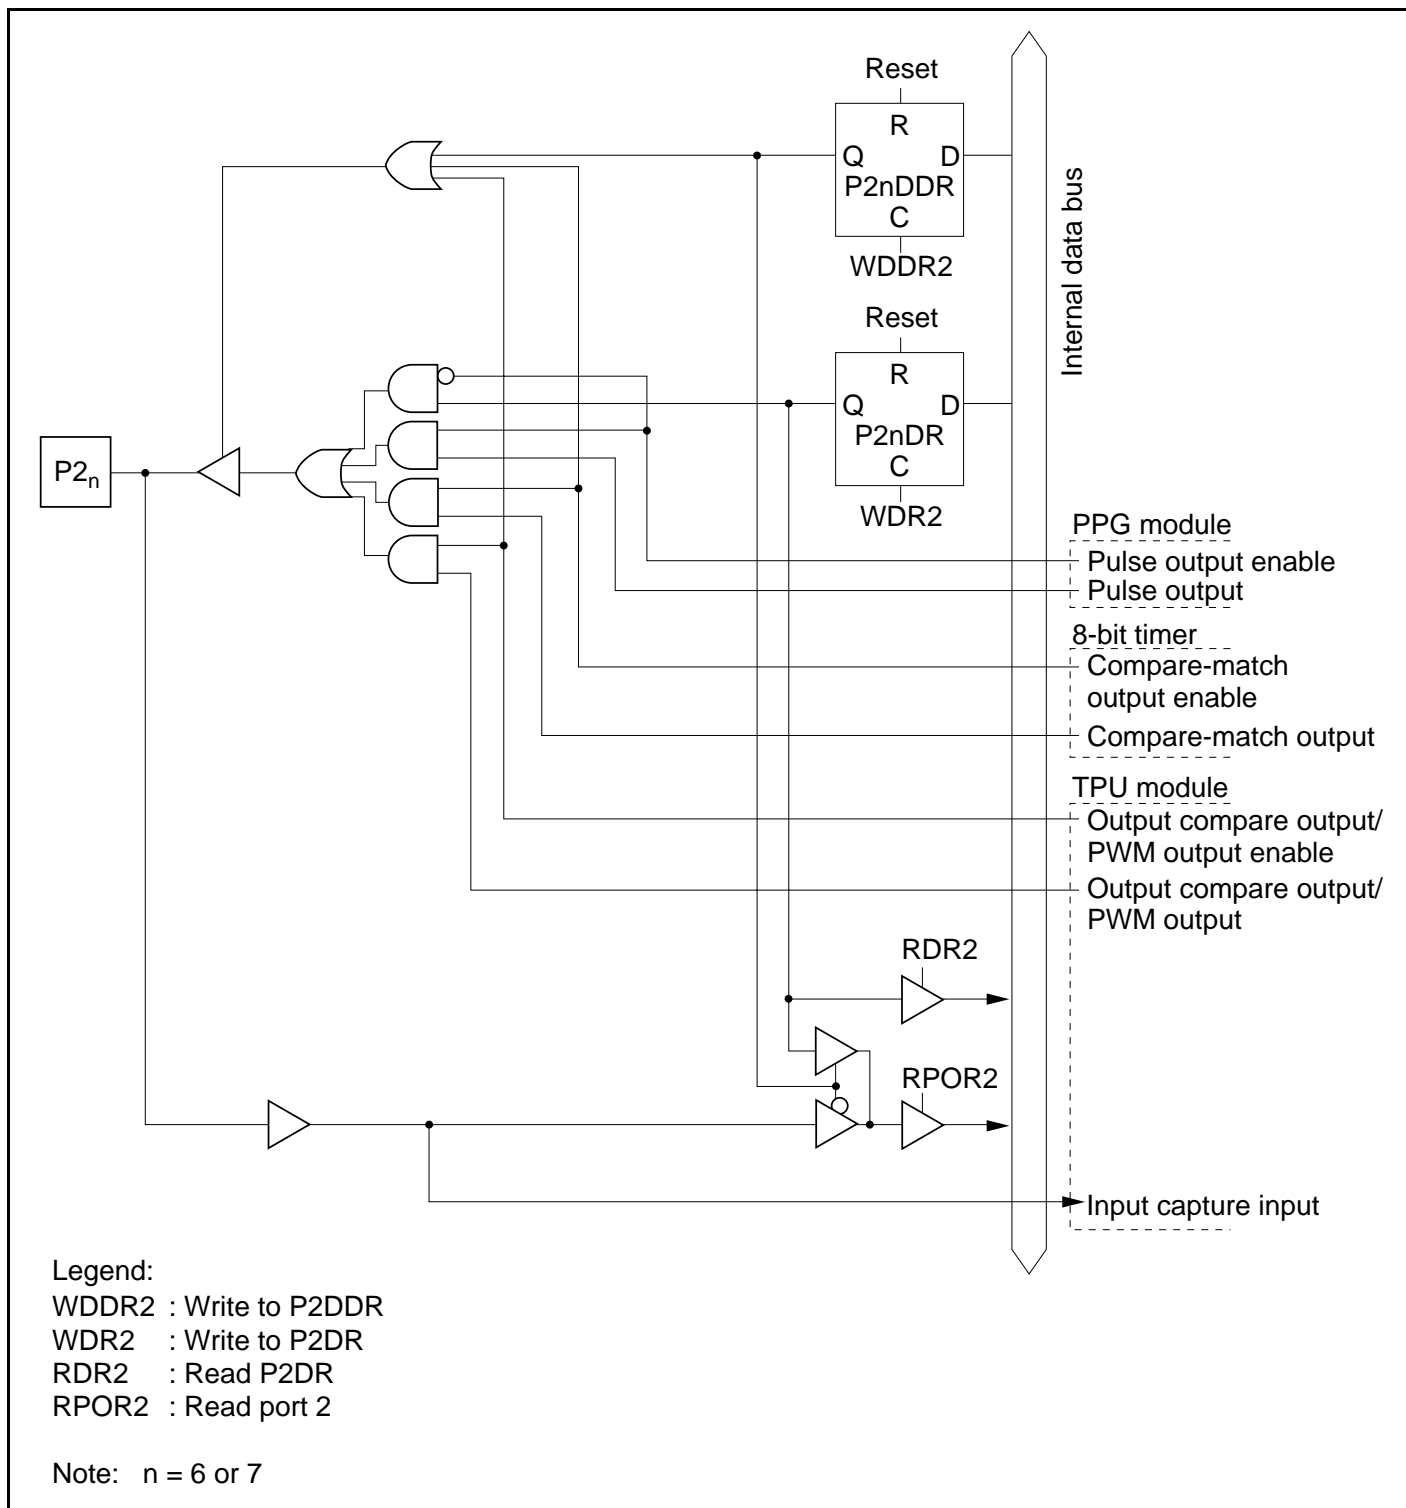 Reset
R
Q D
P2nDDR
C
WDDR2
Internal data bus
Reset
R
Q D
P2nDR
C
WDR2
P2n
PPG module
Pulse output enable
Pulse output
8-bit timer
Compare-match
output enable
Compare-match output
TPU module
Output compare output/
PWM output enable
Output compare output/
PWM output
RDR2
RPOR2
Input capture input
Legend:
WDDR2 : Write to P2DDR
WDR2 : Write to P2DR
RDR2 : Read P2DR
RPOR2 : Read port 2
Note: n = 6 or 7